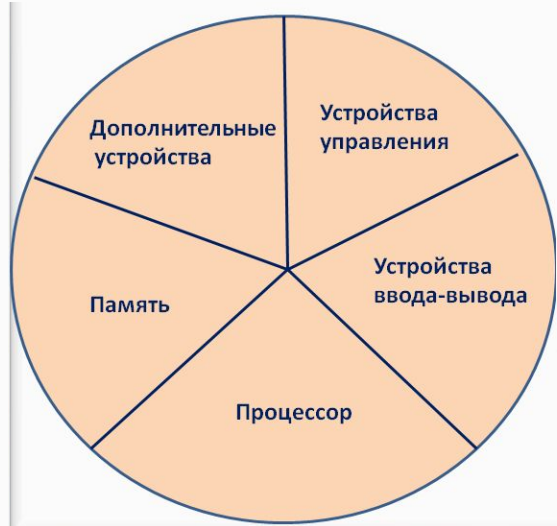 Дополнительные
устройства
Устройства
управления
Устройства
ввода-вывода
Память
Процессор